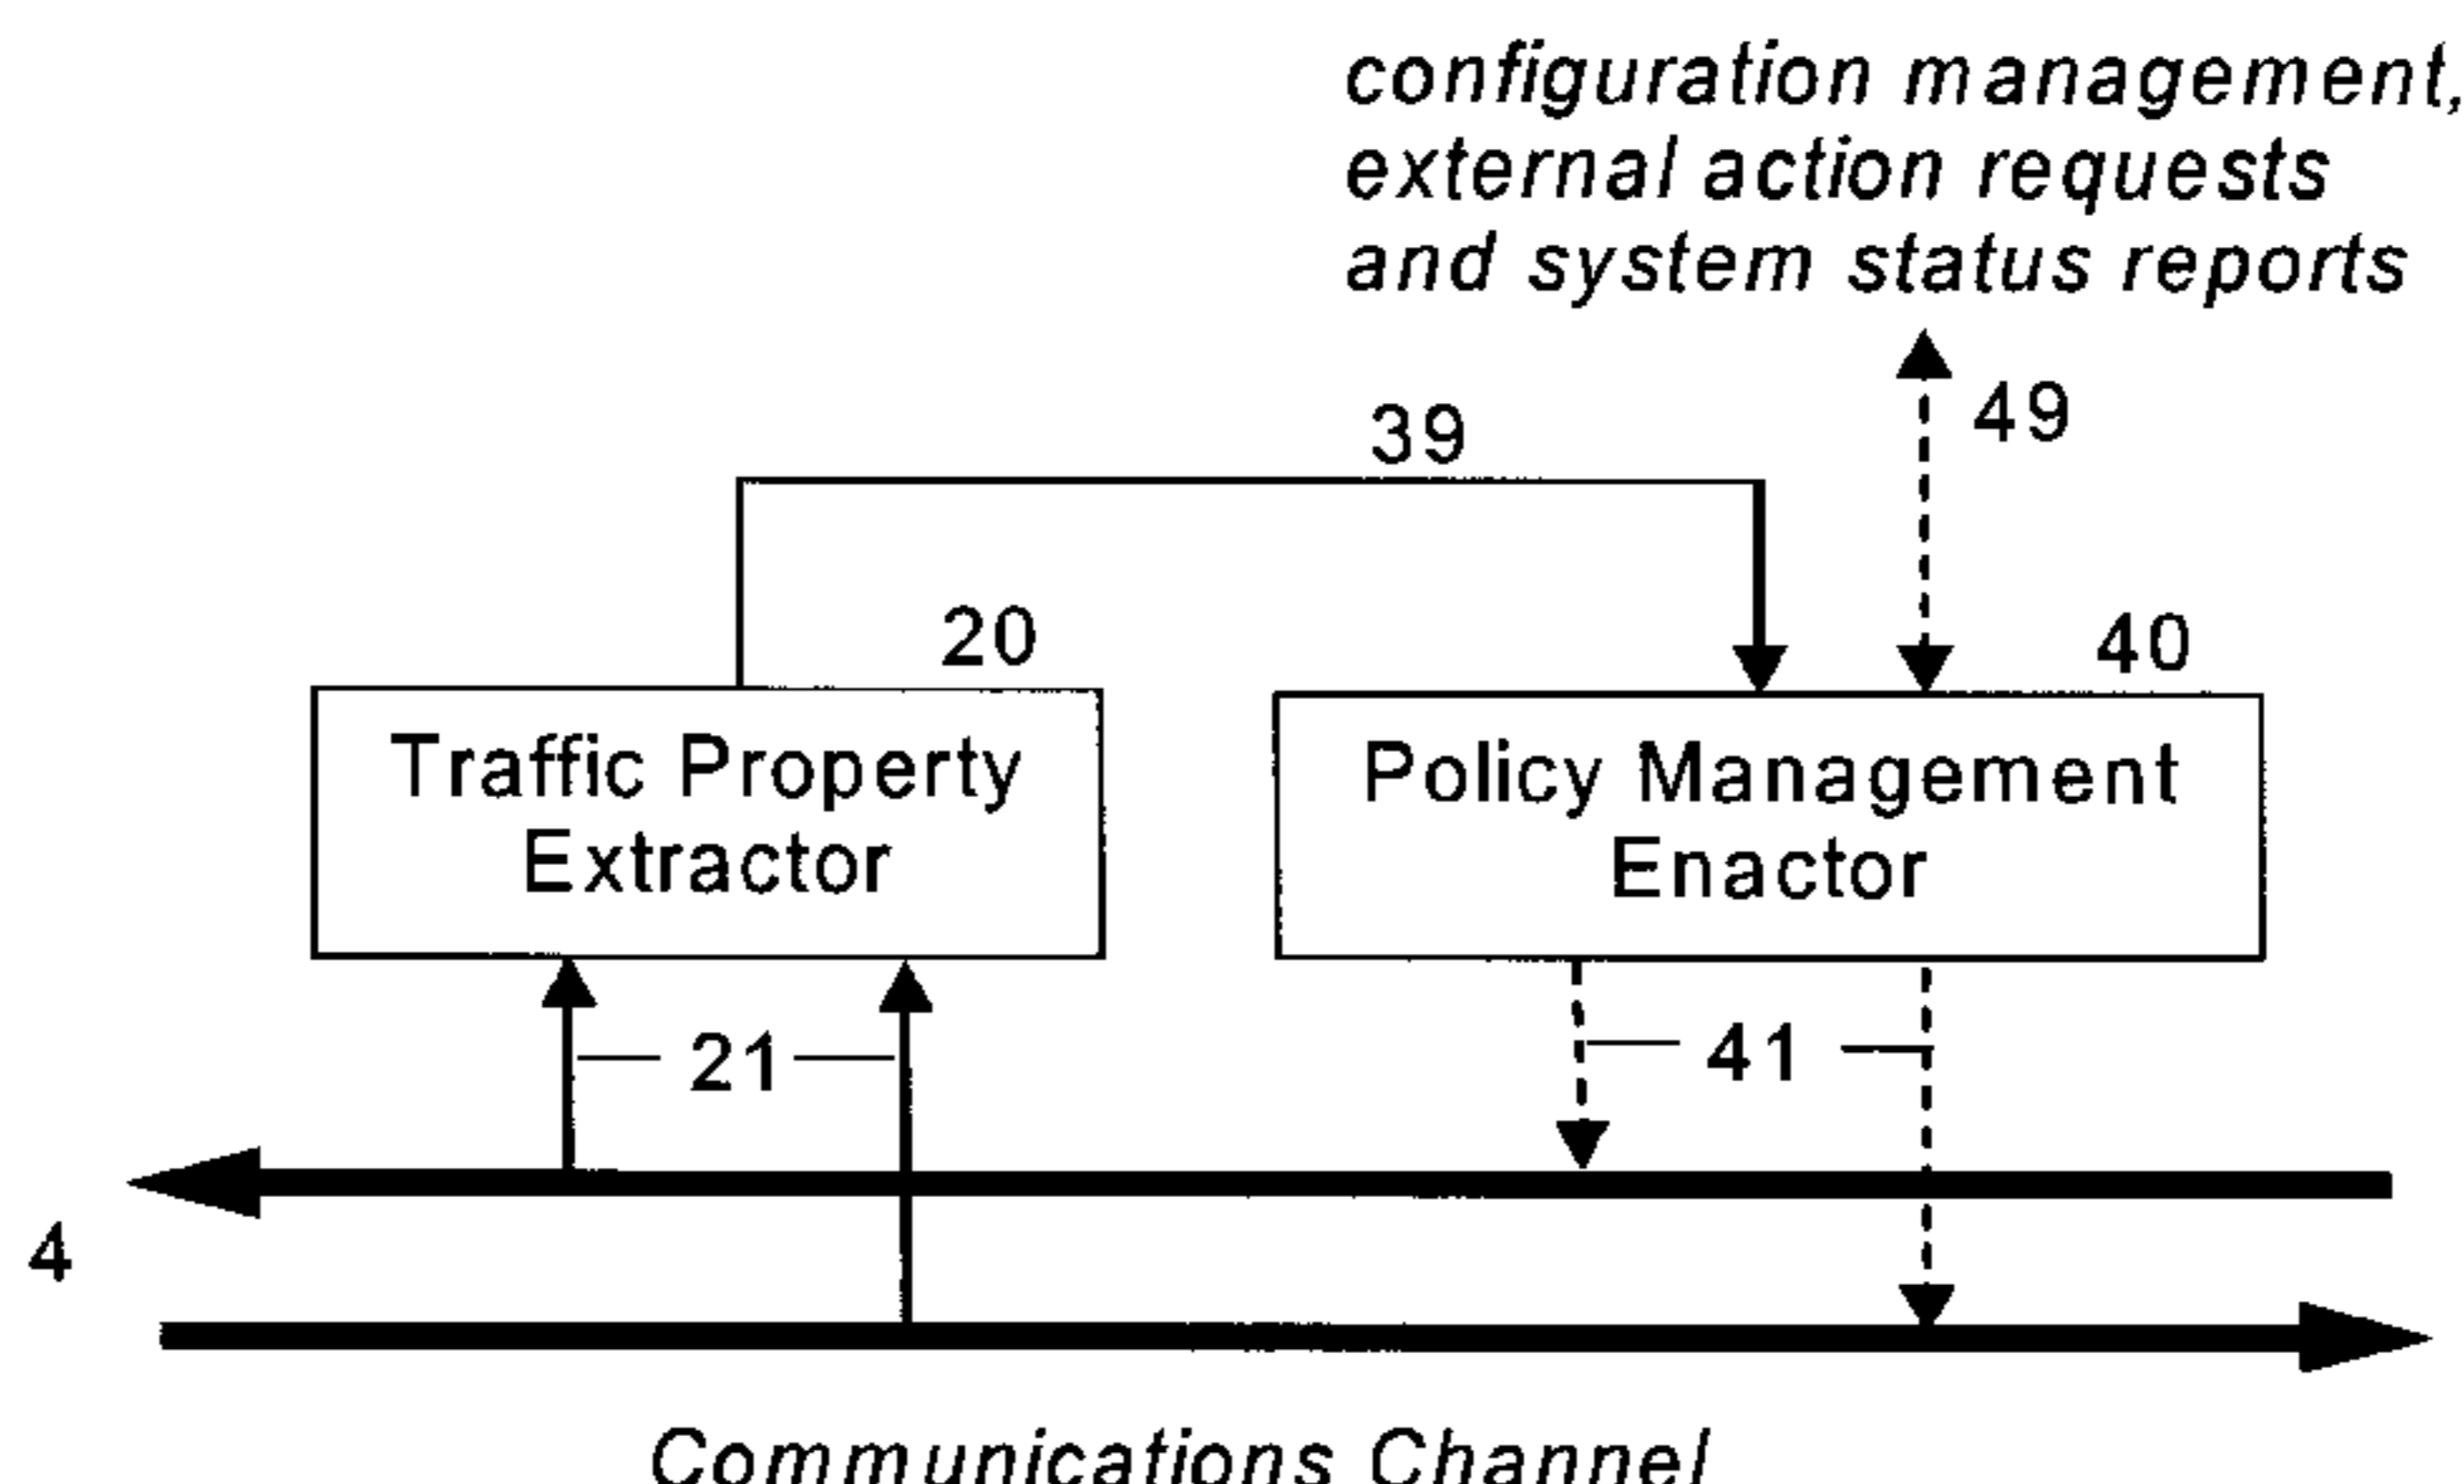 configuration management,
external action requests
and system status reports
39
49
20
40
Traffic Property
Extractor
Policy Management
Enactor
21
41
4
Communications Channel